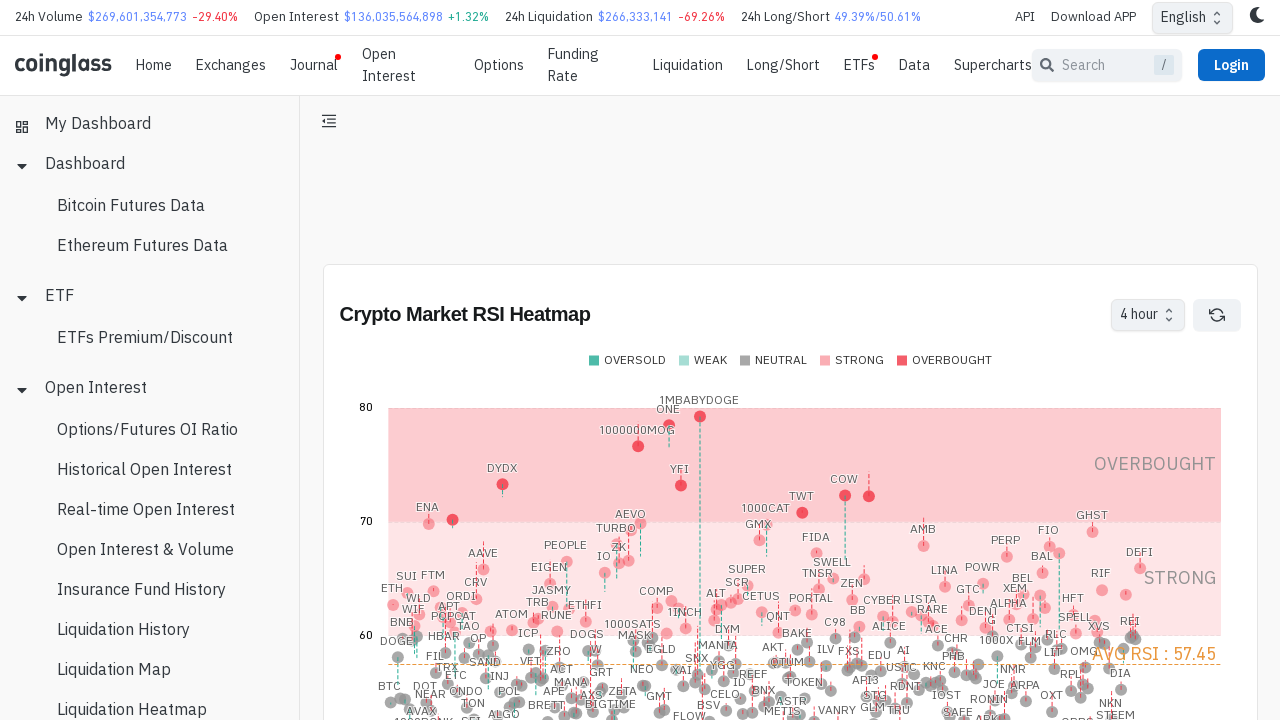 24h Volume $269,601,354,773 -29.40% Open Interest $136,035,564,898 +1.32% 24h Liquidation $266,333,141 -69.26% 24h Long/Short 49.39%/50.61% API Download APP English
coinglass Home Exchanges Journal Open Interest Options Funding Rate Liquidation Long/Short ETFs Data Supercharts Search / Login
My Dashboard
Dashboard
Bitcoin Futures Data
Ethereum Futures Data
ETF
ETFs Premium/Discount
Open Interest
Options/Futures OI Ratio
Historical Open Interest
Real-time Open Interest
Open Interest & Volume
Insurance Fund History
Liquidation History
Liquidation Map
Liquidation Heatmap
Crypto Market RSI Heatmap 4 hour
OVERSOLD WEAK NEUTRAL STRONG OVERBOUGHT
1MBABYDOGE
80
ONE
1000000MOG
OVERBOUGHT
DYDX YFI
COW
TWT
ENA AEVO 1000CAT GHST
70
TURBO GMX AMB FIO
FIDA PERP
PEOPLE ZK
AAVE IO BAL DEFI
EIGEN SUPER SWELL LINA POWR
SUI FTM CRV TNSR BEL RIF STRONG
JASMY COMP ALT SCR ZEN GTC XEM
WLD ORDI TRB CETUS PORTAL CYBER LISTA ALPHA HFT
WIF APT ETHFI 1INCH BB RARE DENT
BNB POPCAT ATOM RUNE QNT SPELL REI
TAO 1000SATS DYM C98 ALICE ACE CTSI XVS
60
DOGE HBAR OP ICP DOGS MASK BAKE CHR 1000X FLM RLC
FIL ZRO W EGLD MANTA AKT ILV FXS EDU AI PHB LIT OMG AVG RSI : 57.45
TRX SAND VET ACT SNX YGG KNC NMR
ETC INJ GRT NEO XAI REEF TOKEN API3 USTC RPL DIA
BTC DOT MANA IO RDNT JOE ARPA
NEAR ONDO POL APE AXS ZETA GMT CELO BNX STG IOST RONIN OXT
TON BRETT BIGTIME BSV ASTR GLM NKN
AVAX ALGO FLOW METIS VANRY TRU SAFE STEEM